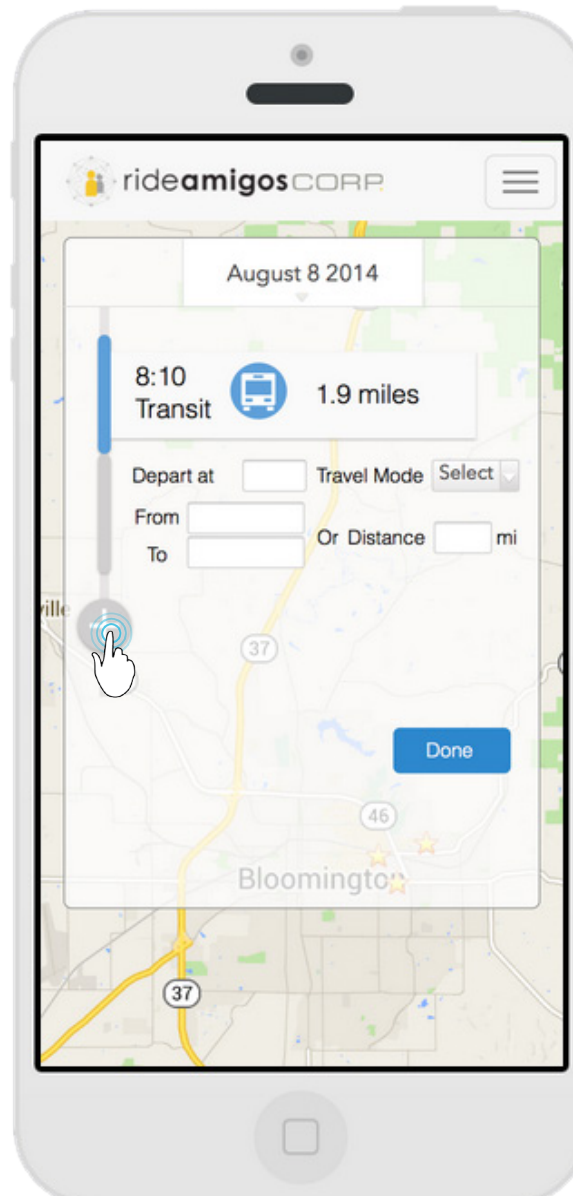 rideamigos CORP.
August 8 2014
8:10
Transit
1.9 miles
Depart at
Travel Mode
Select
From
To
Or Distance
mi
ville
37
Done
46
Bloomington
37